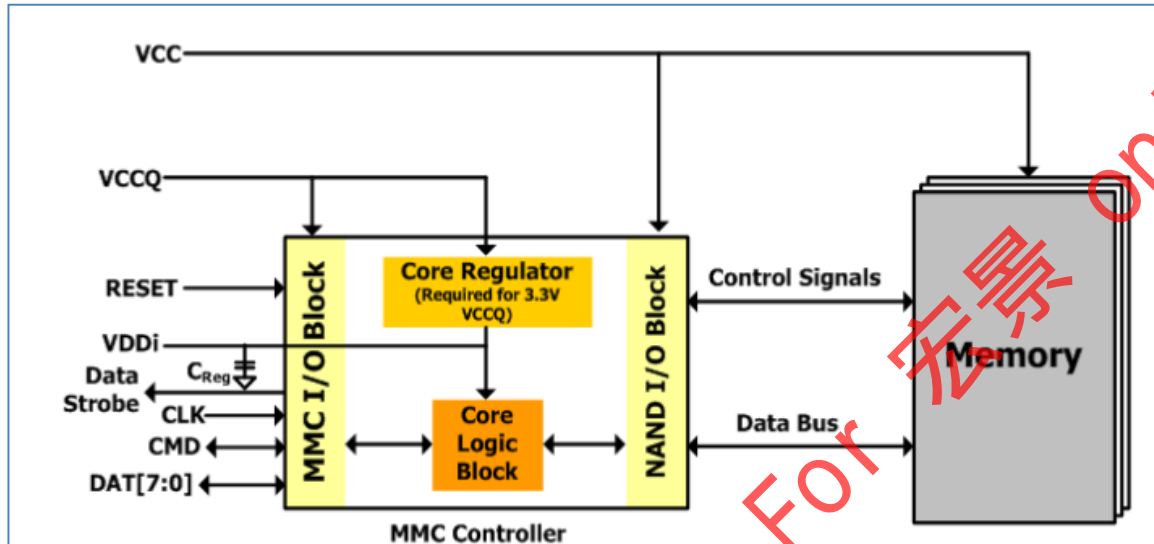 VCC
VCCQ
RESET
VDDi
CReg
Data
Strobe
CLK
CMD
DAT[7:0]
MMC I/O Block
Core Regulator
(Required for 3.3V
VCCQ)
Core
Logic
Block
NAND I/O Block
MMC Controller
Control Signals
Data Bus
Memory
For 宏景 on